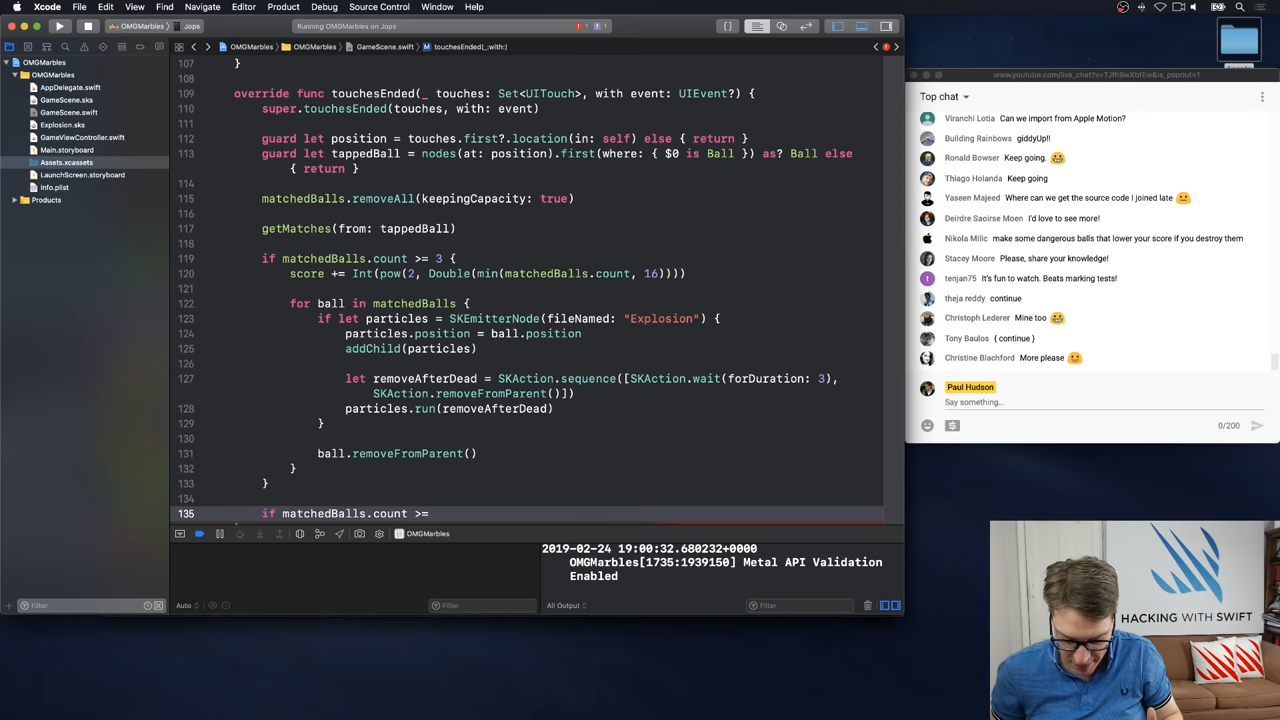 Xcode File Edit View Find Navigate Editor Product Debug Source Control Window Help
OMGMarbles Jops Running OMGMarbles on Jops 1 1
OMGMarbles OMGMarbles GameScene.swift touchesEnded(_:with:)
OMGMarbles
OMGMarbles
AppDelegate.swift
GameScene.sks
GameScene.swift
Explosion.sks
GameViewController.swift
Main.storyboard
Assets.xcassets
LaunchScreen.storyboard
Info.plist
Products
Filter
107 }
108
109 override func touchesEnded(_ touches: Set<UITouch>, with event: UIEvent?) {
110 super.touchesEnded(touches, with: event)
111
112 guard let position = touches.first?.location(in: self) else { return }
113 guard let tappedBall = nodes(at: position).first(where: { $0 is Ball }) as? Ball else
{ return }
114
115 matchedBalls.removeAll(keepingCapacity: true)
116
117 getMatches(from: tappedBall)
118
119 if matchedBalls.count >= 3 {
120 score += Int(pow(2, Double(min(matchedBalls.count, 16))))
121
122 for ball in matchedBalls {
123 if let particles = SKEmitterNode(fileNamed: "Explosion") {
124 particles.position = ball.position
125 addChild(particles)
126
127 let removeAfterDead = SKAction.sequence([SKAction.wait(forDuration: 3),
SKAction.removeFromParent()])
128 particles.run(removeAfterDead)
129 }
130
131 ball.removeFromParent()
132 }
133 }
134
135 if matchedBalls.count >=
OMGMarbles
2019-02-24 19:00:32.680232+0000
OMGMarbles[1735:1939150] Metal API Validation
Enabled
Auto Filter All Output Filter
www.youtube.com/live_chat?v=TJfh8wXbfEw&is_popout=1
Top chat
Viranchi Lotia Can we import from Apple Motion?
Building Rainbows giddyUp!!
Ronald Bowser Keep going.
Thiago Holanda Keep going
Yaseen Majeed Where can we get the source code I joined late
Deirdre Saoirse Moen I'd love to see more!
Nikola Milic make some dangerous balls that lower your score if you destroy them
Stacey Moore Please, share your knowledge!
tenjan75 It's fun to watch. Beats marking tests!
theja reddy continue
Christoph Lederer Mine too
Tony Baulos { continue }
Christine Blachford More please
Paul Hudson
Say something...
0/200
HACKING WITH SWIFT